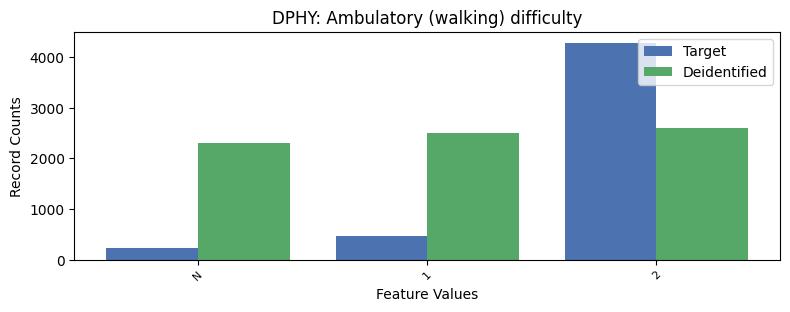 DPHY: Ambulatory (walking) difficulty
Target
Deidentified
Record Counts
4000
3000
2000
1000
0
N
1
2
Feature Values